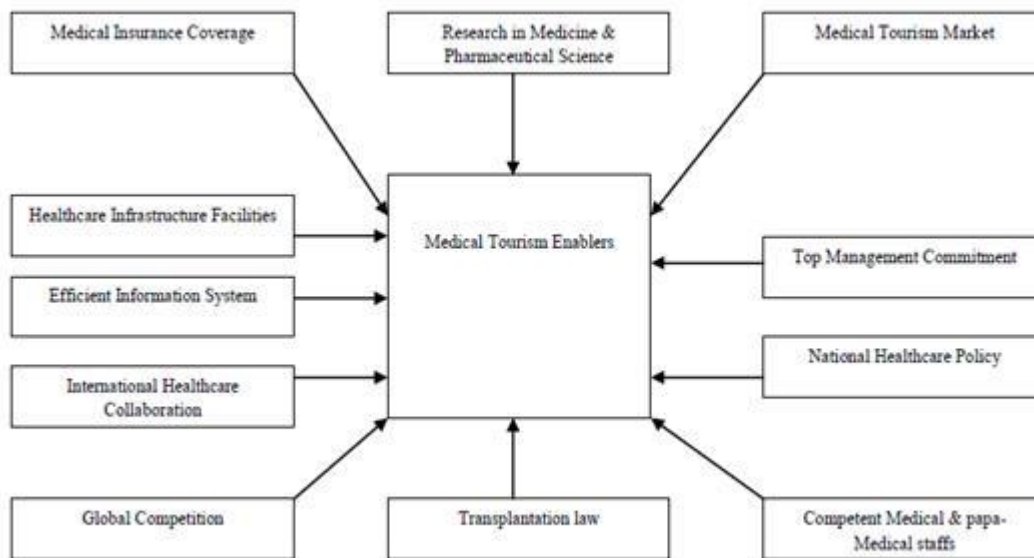 Medical Insurance Coverage
Research in Medicine &
Pharmaceutical Science
Medical Tourism Market
Healthcare Infrastructure Facilities
Medical Tourism Enablers
Top Management Commitment
Efficient Information System
National Healthcare Policy
International Healthcare
Collaboration
Global Competition
Transplantation law
Competent Medical & papa-
Medical staffs